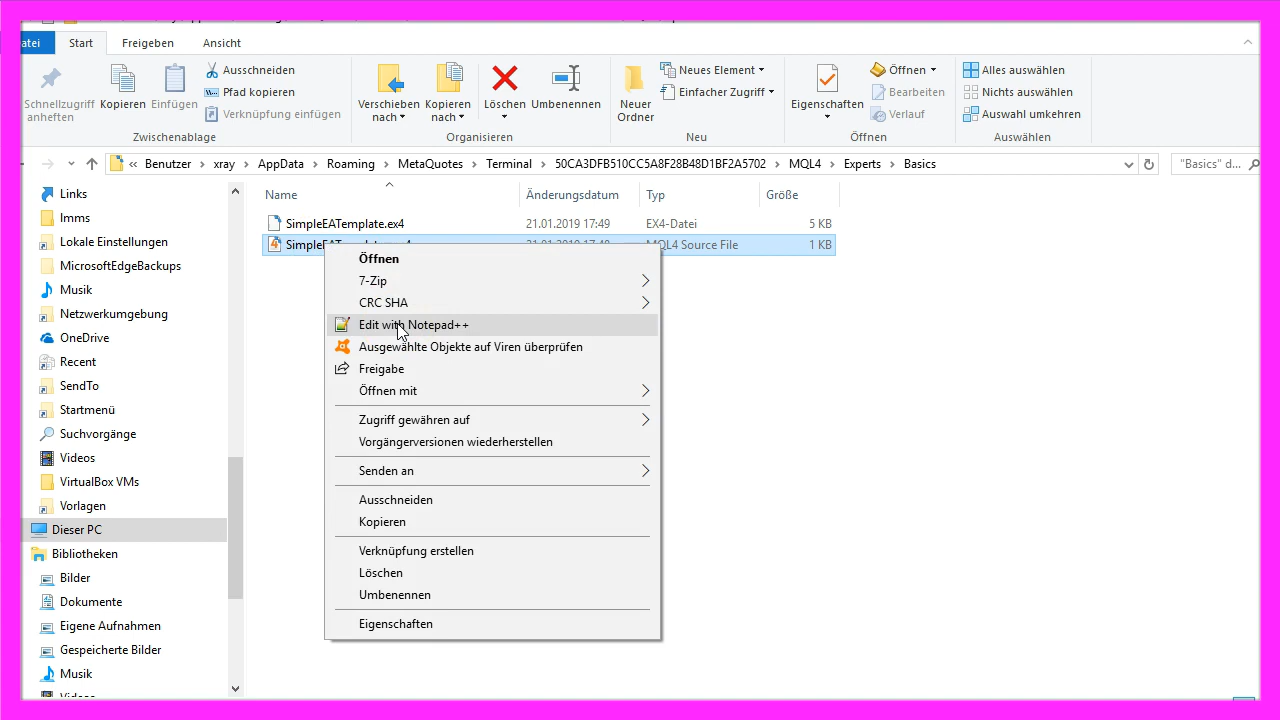 atei Start Freigeben Ansicht
Schnellzugriff anheften
Kopieren
Einfügen
Ausschneiden
Pfad kopieren
Verknüpfung einfügen
Zwischenablage
Verschieben nach
Kopieren nach
Löschen
Umbenennen
Organisieren
Neuer Ordner
Neues Element
Einfacher Zugriff
Neu
Eigenschaften
Öffnen
Bearbeiten
Verlauf
Öffnen
Alles auswählen
Nichts auswählen
Auswahl umkehren
Auswählen
« Benutzer > xray > AppData > Roaming > MetaQuotes > Terminal > 50CA3DFB510CC5A8F28B48D1BF2A5702 > MQL4 > Experts > Basics
"Basics" d...
Links
Imms
Lokale Einstellungen
MicrosoftEdgeBackups
Musik
Netzwerkumgebung
OneDrive
Recent
SendTo
Startmenü
Suchvorgänge
Videos
VirtualBox VMs
Vorlagen
Dieser PC
Bibliotheken
Bilder
Dokumente
Eigene Aufnahmen
Gespeicherte Bilder
Musik
Name Änderungsdatum Typ Größe
SimpleEATemplate.ex4 21.01.2019 17:49 EX4-Datei 5 KB
MQL4 Source File 1 KB
Öffnen
7-Zip
CRC SHA
Edit with Notepad++
Ausgewählte Objekte auf Viren überprüfen
Freigabe
Öffnen mit
Zugriff gewähren auf
Vorgängerversionen wiederherstellen
Senden an
Ausschneiden
Kopieren
Verknüpfung erstellen
Löschen
Umbenennen
Eigenschaften